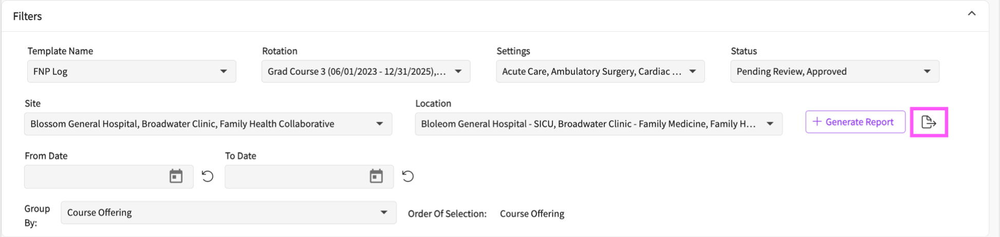 Filters
Template Name Rotation Settings Status
FNP Log Grad Course 3 (06/01/2023 - 12/31/2025),... Acute Care, Ambulatory Surgery, Cardiac ... Pending Review, Approved
Site Location
Blossom General Hospital, Broadwater Clinic, Family Health Collaborative Bloleom General Hospital - SICU, Broadwater Clinic - Family Medicine, Family H... + Generate Report
From Date To Date
Group By: Course Offering Order Of Selection: Course Offering